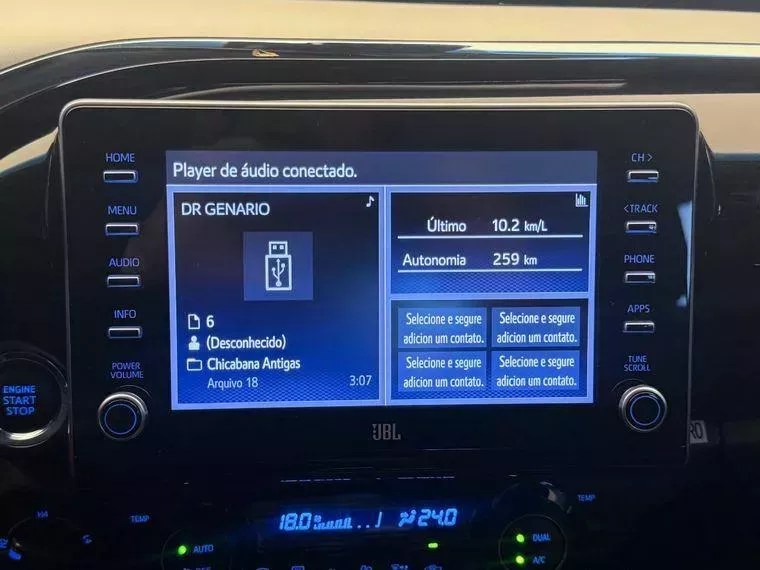 HOME
MENU
AUDIO
INFO
POWER
VOLUME
ENGINE
START
STOP
Player de áudio conectado.
DR GENARIO
6
(Desconhecido)
Chicabana Antigas
Arquivo 18 3:07
Último 10.2 km/L
Autonomia 259 km
Selecione e segure
adicion um contato.
Selecione e segure
adicion um contato.
Selecione e segure
adicion um contato.
Selecione e segure
adicion um contato.
CH >
< TRACK
PHONE
APPS
TUNE
SCROLL
JBL
H4
TEMP
18.0
24.0
TEMP
AUTO
DUAL
A/C